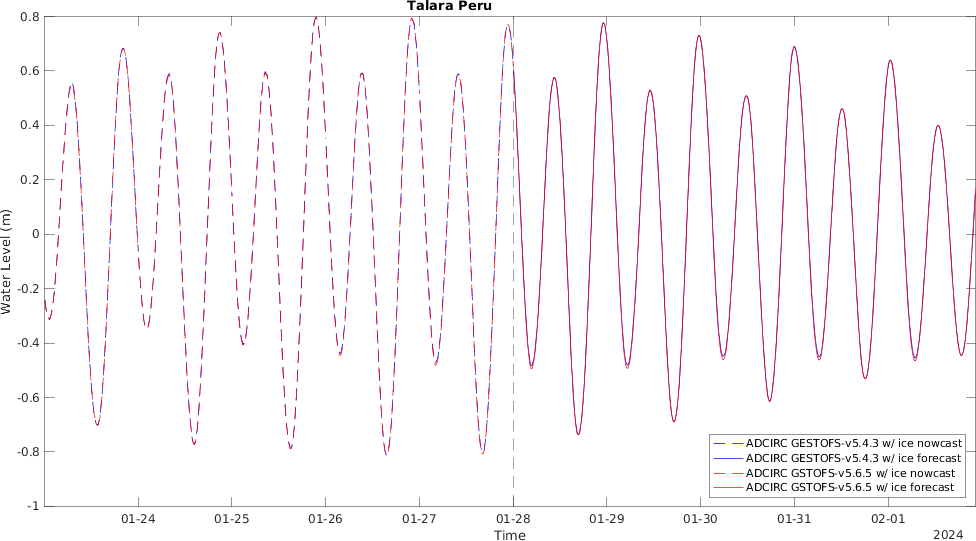 Talara Peru
Water Level (m)
0.8
0.6
0.4
0.2
0
-0.2
-0.4
-0.6
-0.8
-1
ADCIRC GESTOFS-v5.4.3 w/ ice nowcast
ADCIRC GESTOFS-v5.4.3 w/ ice forecast
ADCIRC GSTOFS-v5.6.5 w/ ice nowcast
ADCIRC GSTOFS-v5.6.5 w/ ice forecast
01-24 01-25 01-26 01-27 01-28 01-29 01-30 01-31 02-01
Time
2024